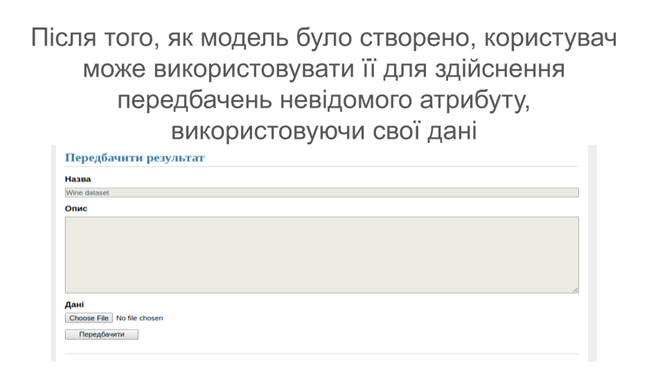 Після того, як модель було створено, користувач
може використовувати її для здійснення
передбачень невідомого атрибуту,
використовуючи свої дані
Передбачити результат
Назва
Wine dataset
Опис
Дані
Choose File No file chosen
Передбачити